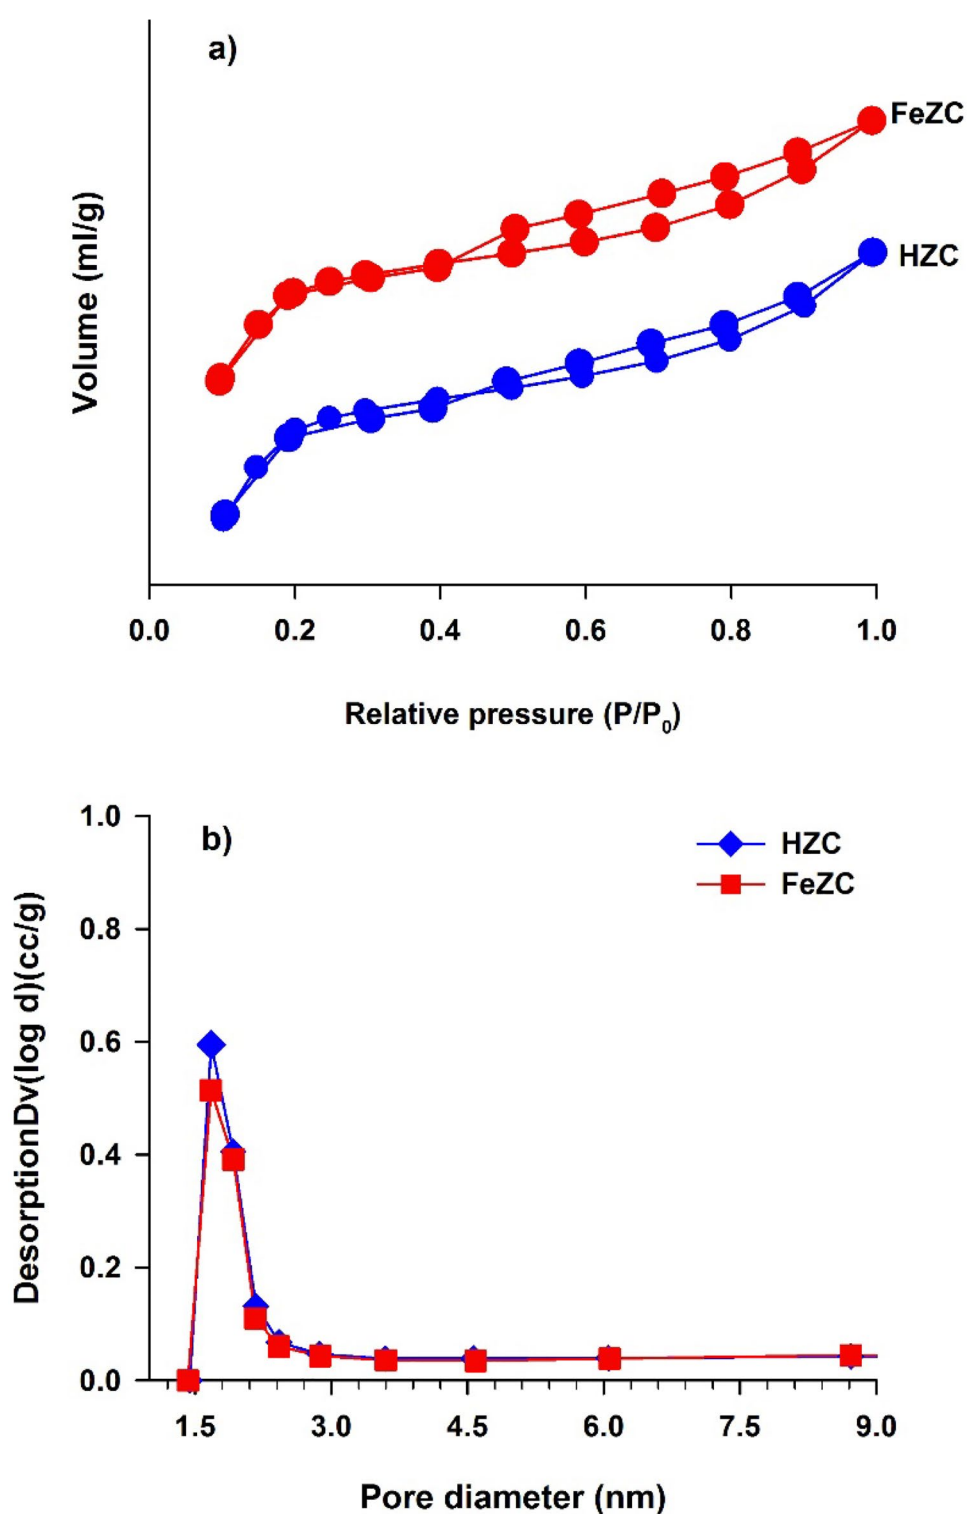 a)
FeZC
HZC
Volume (ml/g)
0.0 0.2 0.4 0.6 0.8 1.0
Relative pressure (P/P₀)
b)
HZC
FeZC
1.0
0.8
0.6
0.4
0.2
0.0
DesorptionDv(log d)(cc/g)
1.5 3.0 4.5 6.0 7.5 9.0
Pore diameter (nm)